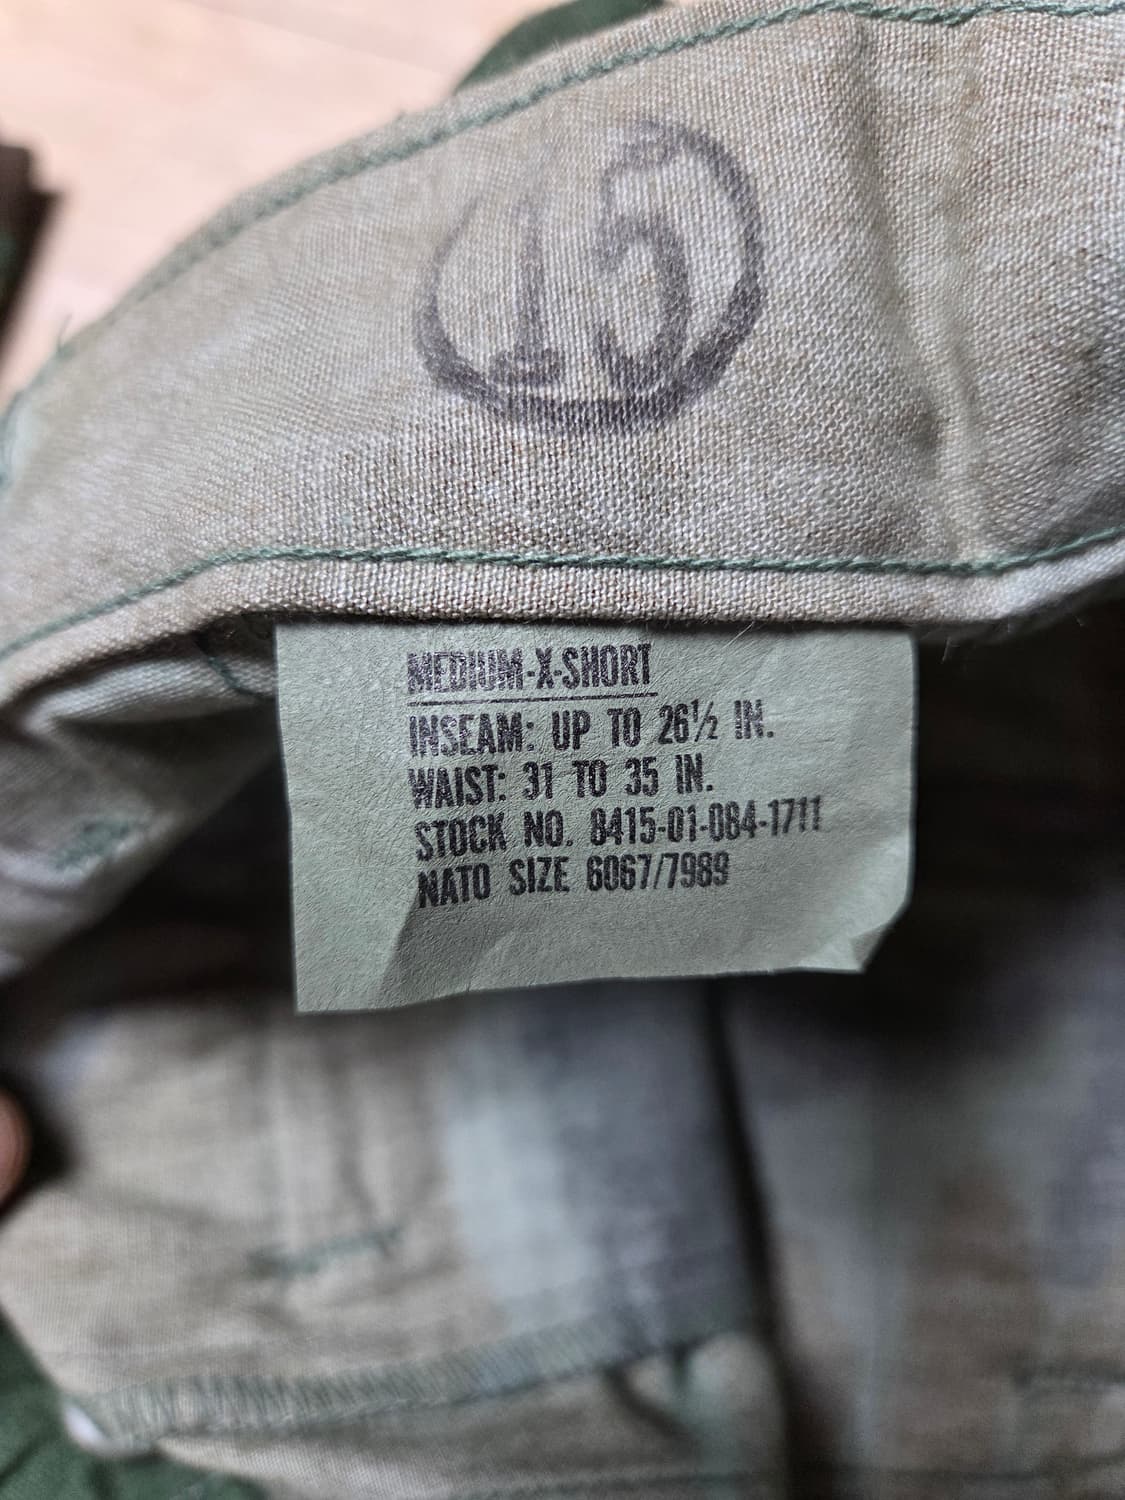 15
MEDIUM-X-SHORT
INSEAM: UP TO 26½ IN.
WAIST: 31 TO 35 IN.
STOCK NO. 8415-01-084-1711
NATO SIZE 6067/7989